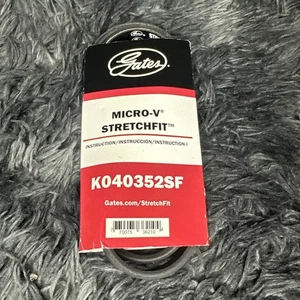 Gates
MICRO-V®
STRETCHFIT™
INSTRUCTION/INSTRUCCIÓN/INSTRUCTION
K040352SF
Gates.com/StretchFit